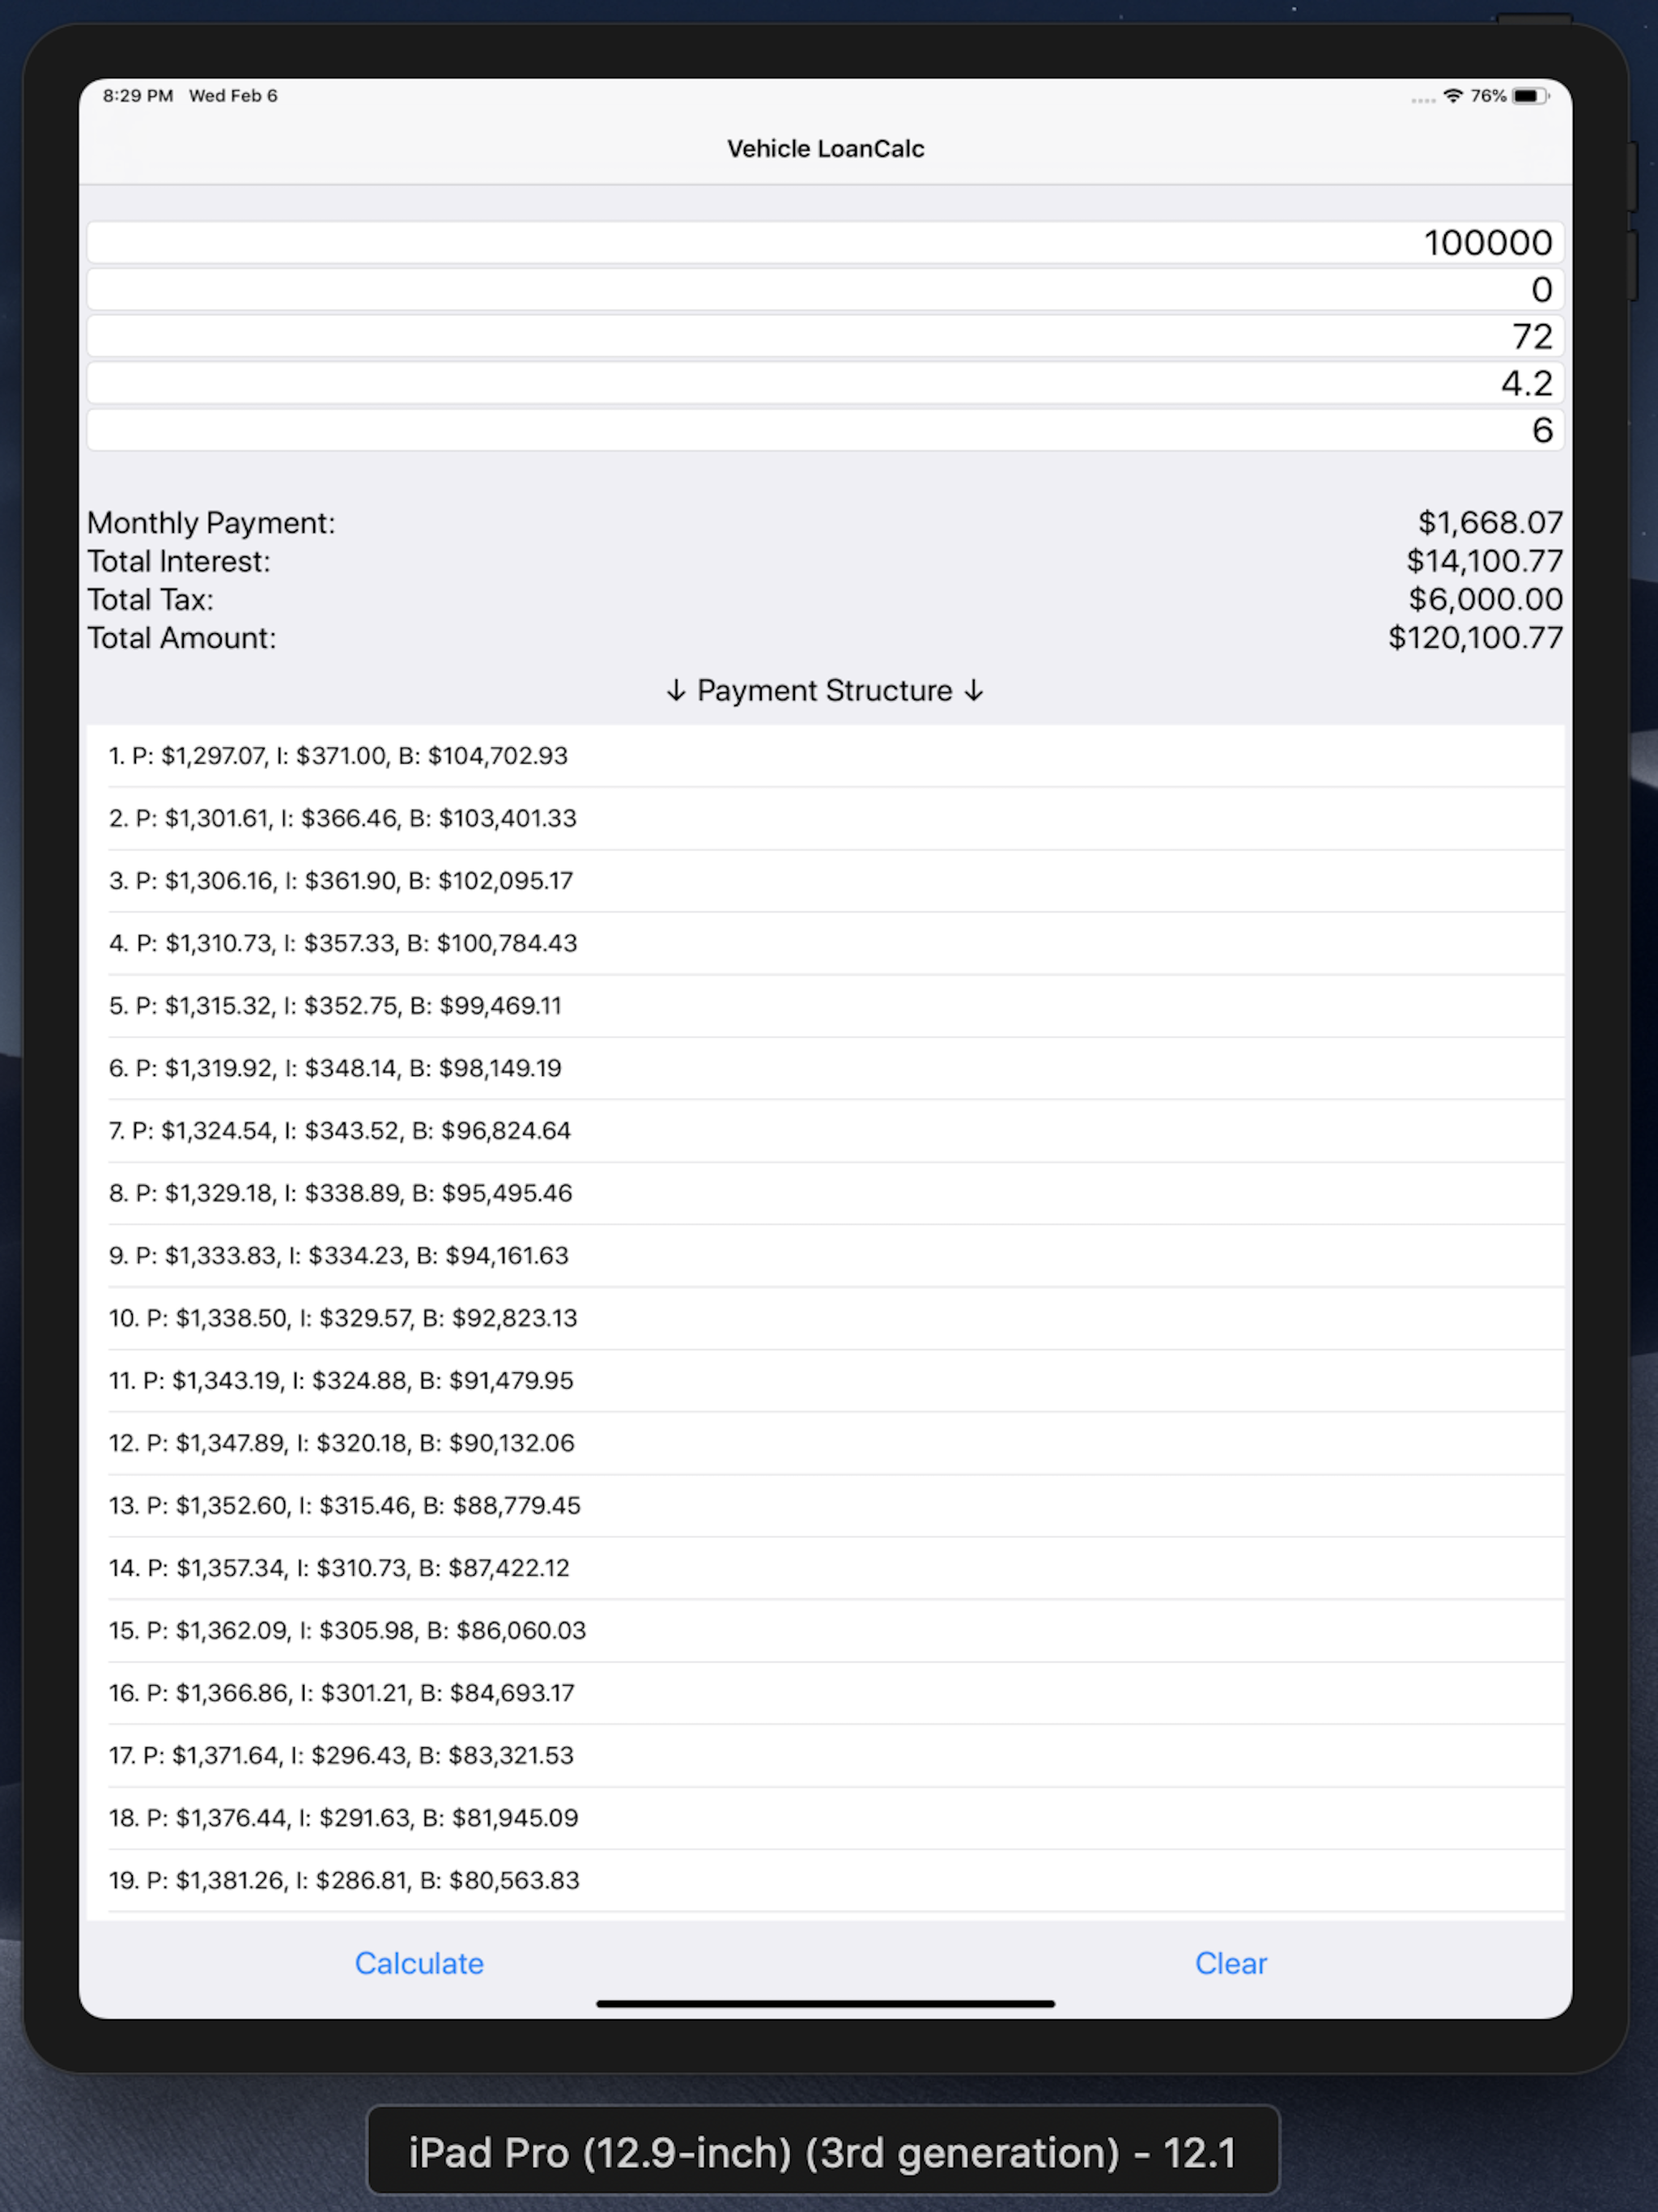 8:29 PM Wed Feb 6 76%
Vehicle LoanCalc
100000
0
72
4.2
6
Monthly Payment: $1,668.07
Total Interest: $14,100.77
Total Tax: $6,000.00
Total Amount: $120,100.77
↓ Payment Structure ↓
1. P: $1,297.07, I: $371.00, B: $104,702.93
2. P: $1,301.61, I: $366.46, B: $103,401.33
3. P: $1,306.16, I: $361.90, B: $102,095.17
4. P: $1,310.73, I: $357.33, B: $100,784.43
5. P: $1,315.32, I: $352.75, B: $99,469.11
6. P: $1,319.92, I: $348.14, B: $98,149.19
7. P: $1,324.54, I: $343.52, B: $96,824.64
8. P: $1,329.18, I: $338.89, B: $95,495.46
9. P: $1,333.83, I: $334.23, B: $94,161.63
10. P: $1,338.50, I: $329.57, B: $92,823.13
11. P: $1,343.19, I: $324.88, B: $91,479.95
12. P: $1,347.89, I: $320.18, B: $90,132.06
13. P: $1,352.60, I: $315.46, B: $88,779.45
14. P: $1,357.34, I: $310.73, B: $87,422.12
15. P: $1,362.09, I: $305.98, B: $86,060.03
16. P: $1,366.86, I: $301.21, B: $84,693.17
17. P: $1,371.64, I: $296.43, B: $83,321.53
18. P: $1,376.44, I: $291.63, B: $81,945.09
19. P: $1,381.26, I: $286.81, B: $80,563.83
Calculate Clear
iPad Pro (12.9-inch) (3rd generation) - 12.1